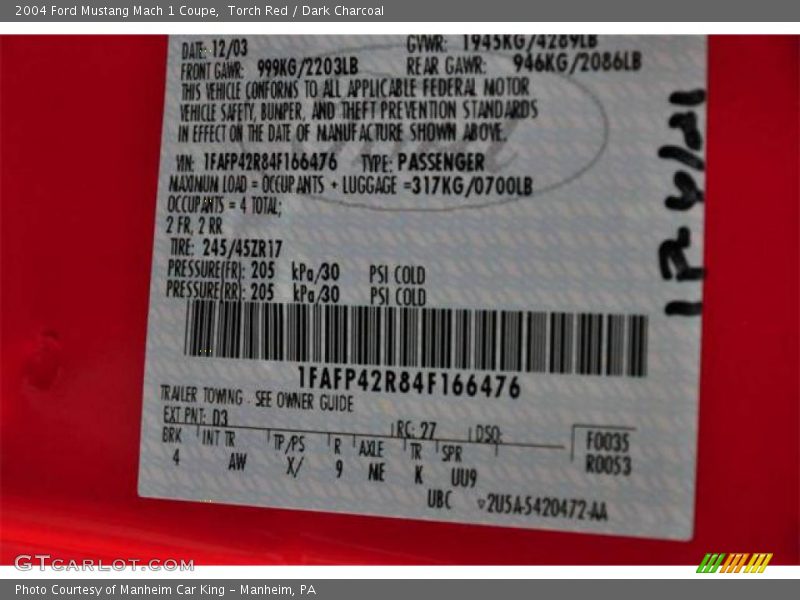 2004 Ford Mustang Mach 1 Coupe, Torch Red / Dark Charcoal
DATE: 12/03 GVWR: 1945KG/4289LB
FRONT GAWR: 999KG/2203LB REAR GAWR: 946KG/2086LB
THIS VEHICLE CONFORMS TO ALL APPLICABLE FEDERAL MOTOR
VEHICLE SAFETY, BUMPER, AND THEFT PREVENTION STANDARDS
IN EFFECT ON THE DATE OF MANUFACTURE SHOWN ABOVE.
VIN: 1FAFP42R84F166476 TYPE: PASSENGER
MAXIMUM LOAD = OCCUPANTS + LUGGAGE =317KG/0700LB
OCCUPANTS = 4 TOTAL;
2 FR, 2 RR
TIRE: 245/45ZR17
PRESSURE(FR): 205 kPa/30 PSI COLD
PRESSURE(RR): 205 kPa/30 PSI COLD
1FAFP42R84F166476
TRAILER TOWING - SEE OWNER GUIDE
EXT PNT: D3 RC: 27 DSO:
BRK INT TR TP/PS R AXLE TR SPR F0035
4 AW X/ 9 ME K UU9 R0053
UBC 2U5A-5420472-AA
GTcarlot.com
Photo Courtesy of Manheim Car King - Manheim, PA